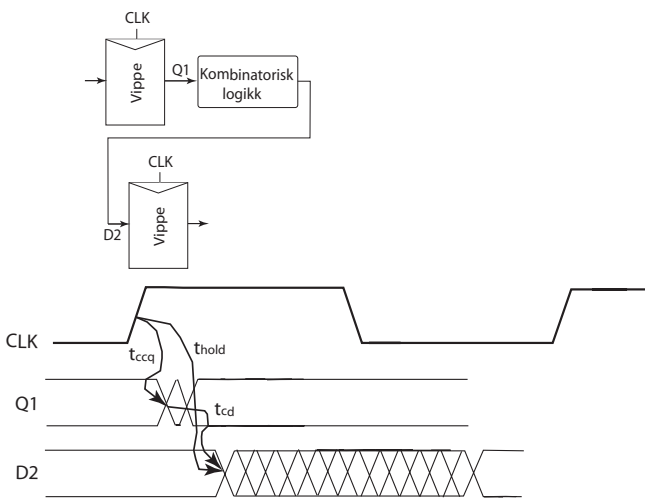 CLK
Vippe
Q1
Kombinatorisk
logikk
CLK
D2
Vippe
CLK
tccq
thold
Q1
tcd
D2